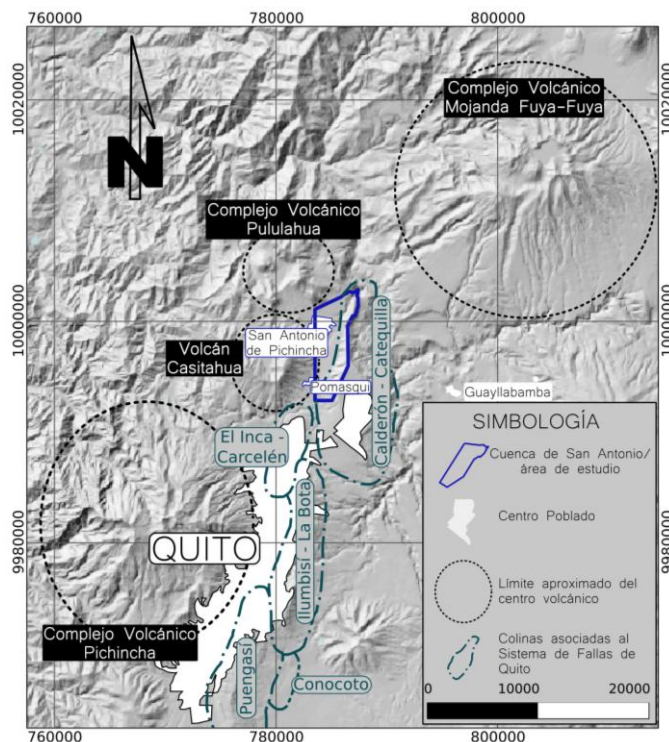 760000
780000
800000
10020000
10020000
N
Complejo Volcánico
Mojanda Fuya-Fuya
Complejo Volcánico
Pululahua
10000000
10000000
San Antonio
de Pichincha
Volcán
Casitahua
Pomasqui
Calderón - Catequilla
Guayllabamba
El Inca -
Carcelén
Ilumbisí - La Bota
QUITO
9980000
9980000
Complejo Volcánico
Pichincha
Puengasí
Conocoto
SIMBOLOGÍA
Cuenca de San Antonio/
área de estudio
Centro Poblado
Límite aproximado del
centro volcánico
Colinas asociadas al
Sistema de Fallas de
Quito
0
10000
20000
760000
780000
800000